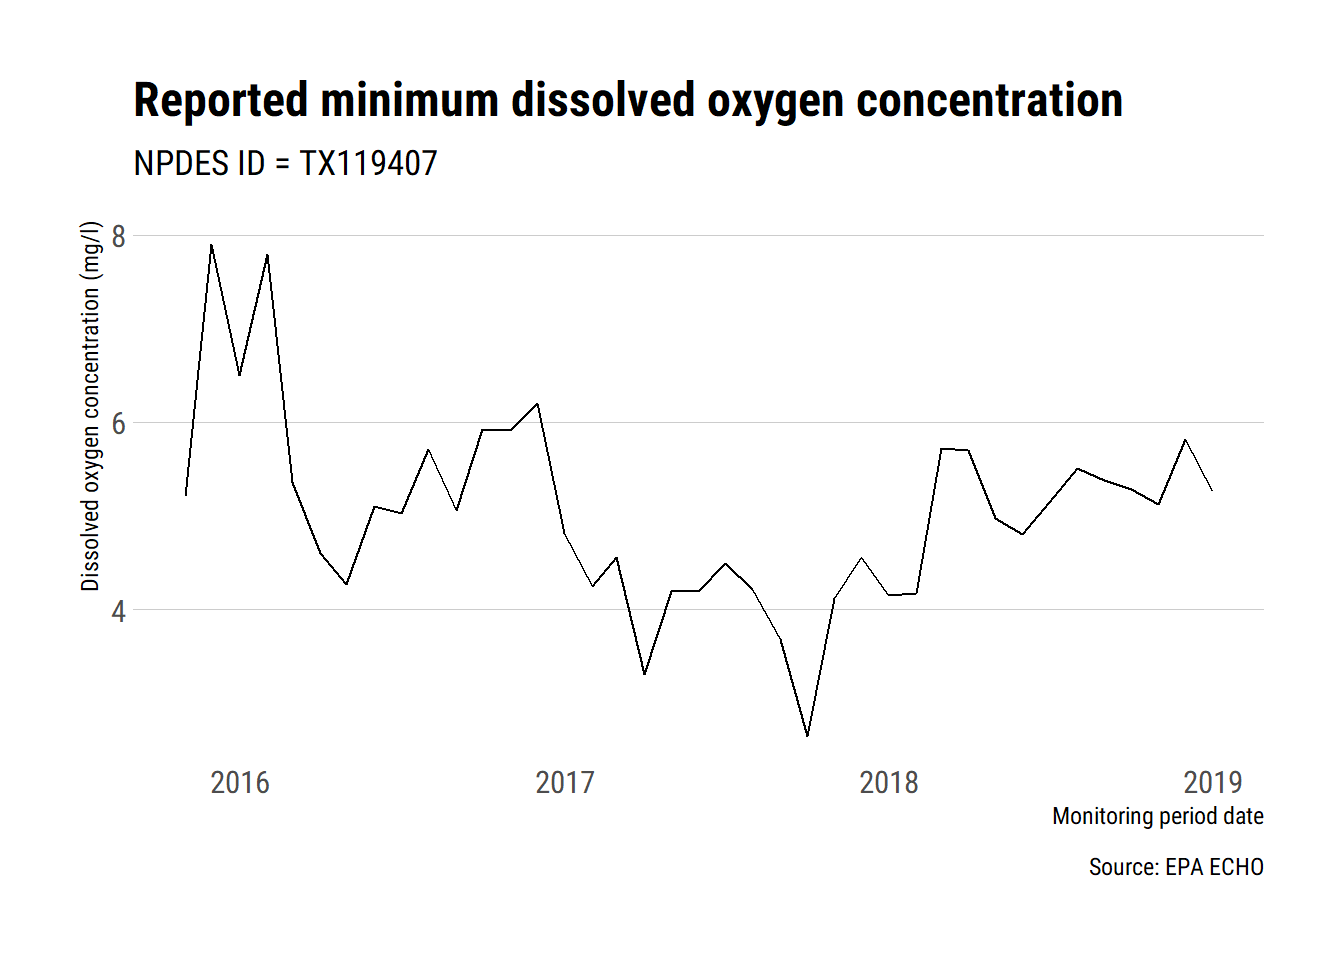 Reported minimum dissolved oxygen concentration
NPDES ID = TX119407
Dissolved oxygen concentration (mg/l)
8
6
4
2016
2017
2018
2019
Monitoring period date
Source: EPA ECHO